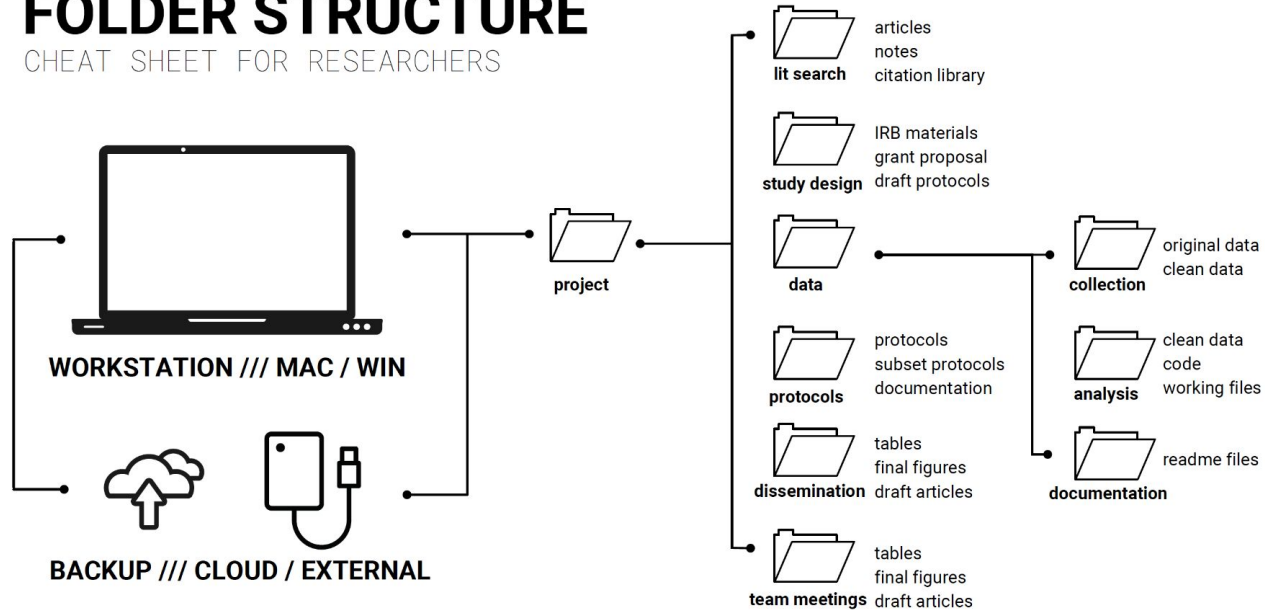 FOLDER STRUCTURE
CHEAT SHEET FOR RESEARCHERS
WORKSTATION /// MAC / WIN
BACKUP /// CLOUD / EXTERNAL
project
lit search
articles
notes
citation library
study design
IRB materials
grant proposal
draft protocols
data
protocols
protocols
subset protocols
documentation
dissemination
tables
final figures
draft articles
team meetings
tables
final figures
draft articles
collection
original data
clean data
analysis
clean data
code
working files
documentation
readme files